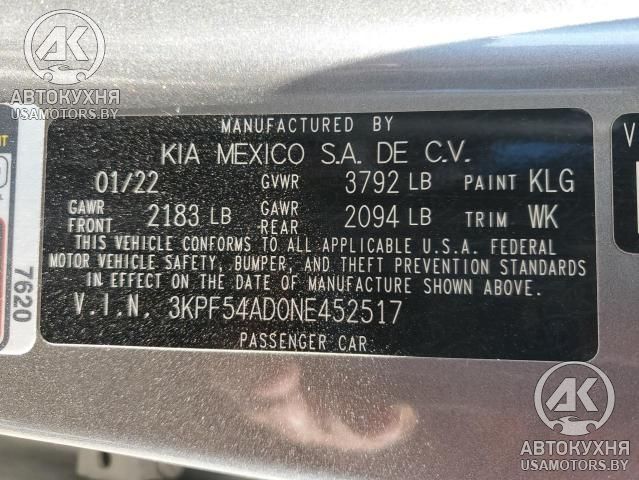 AK
АВТОКУХНЯ
USAMOTORS.BY
MANUFACTURED BY
KIA MEXICO S.A. DE C.V.
01/22 GVWR 3792 LB PAINT KLG
GAWR FRONT 2183 LB GAWR REAR 2094 LB TRIM WK
THIS VEHICLE CONFORMS TO ALL APPLICABLE U.S.A. FEDERAL
MOTOR VEHICLE SAFETY, BUMPER, AND THEFT PREVENTION STANDARDS
IN EFFECT ON THE DATE OF MANUFACTURE SHOWN ABOVE.
V.I.N. 3KPF54AD0NE452517
PASSENGER CAR
7620
AK
АВТОКУХНЯ
USAMOTORS.BY